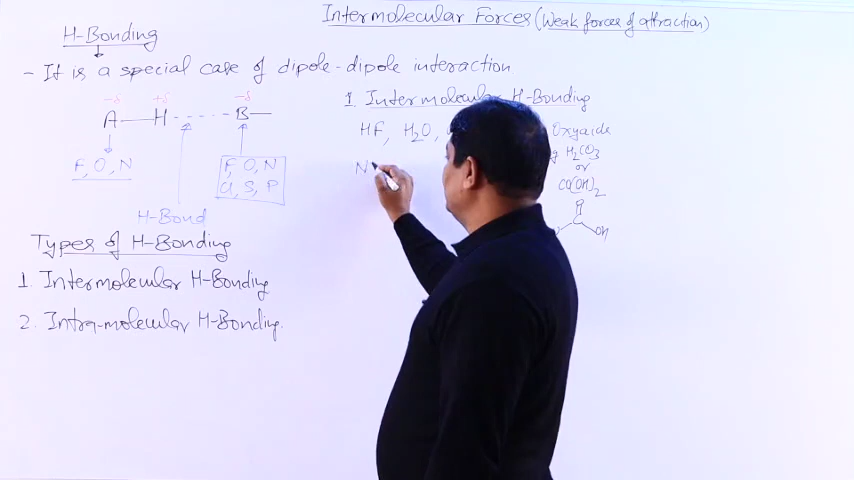 Intermolecular Forces (Weak forces of attraction)
H-Bonding
- It is a special case of dipole-dipole interaction
-δ +δ -δ
A — H - - - - - B —
F, O, N
F, O, N
Cl, S, P
H-Bond
Types of H-Bonding
1. Intermolecular H-Bonding
2. Intra-molecular H-Bonding.
1 Intermolecular H-Bonding
HF, H2O,
N
H2CO3
or
CO(OH)2
O
C
OH